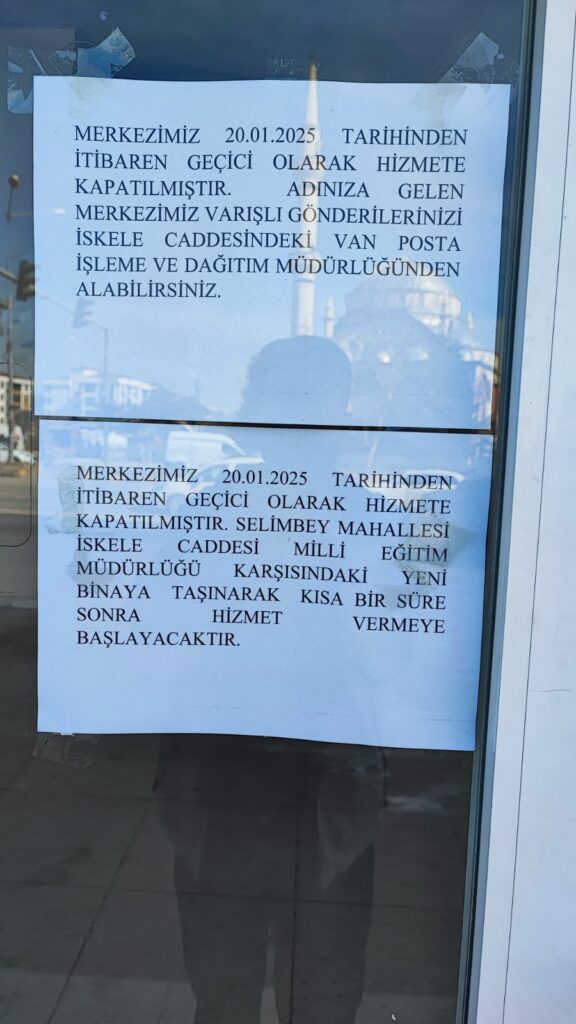 MERKEZİMİZ 20.01.2025 TARİHİNDEN
İTİBAREN GEÇİCİ OLARAK HİZMETE
KAPATILMIŞTIR. ADINIZA GELEN
MERKEZİMİZ VARIŞLI GÖNDERİLERİNİZİ
İSKELE CADDESİNDEKİ VAN POSTA
İŞLEME VE DAĞITIM MÜDÜRLÜĞÜNDEN
ALABİLİRSİNİZ.
MERKEZİMİZ 20.01.2025 TARİHİNDEN
İTİBAREN GEÇİCİ OLARAK HİZMETE
KAPATILMIŞTIR. SELİMBEY MAHALLESİ
İSKELE CADDESİ MİLLİ EĞİTİM
MÜDÜRLÜĞÜ KARŞISINDAKİ YENİ
BİNAYA TAŞINARAK KISA BİR SÜRE
SONRA HİZMET VERMEYE
BAŞLAYACAKTIR.